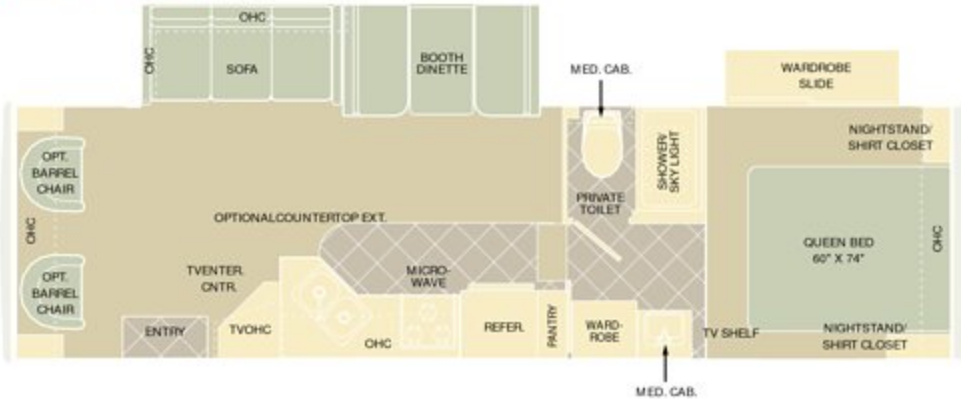 OHC
OHC
SOFA
BOOTH
DINETTE
MED. CAB.
WARDROBE
SLIDE
OPT.
BARREL
CHAIR
SHOWER/
SKY LIGHT
NIGHTSTAND/
SHIRT CLOSET
PRIVATE
TOILET
OHC
OPTIONALCOUNTERTOP EXT.
OHC
QUEEN BED
60" X 74"
OPT.
BARREL
CHAIR
TVENTER.
CNTR.
MICRO-
WAVE
ENTRY
TVOHC
OHC
REFER.
PANTRY
WARD-
ROBE
TV SHELF
NIGHTSTAND/
SHIRT CLOSET
MED. CAB.